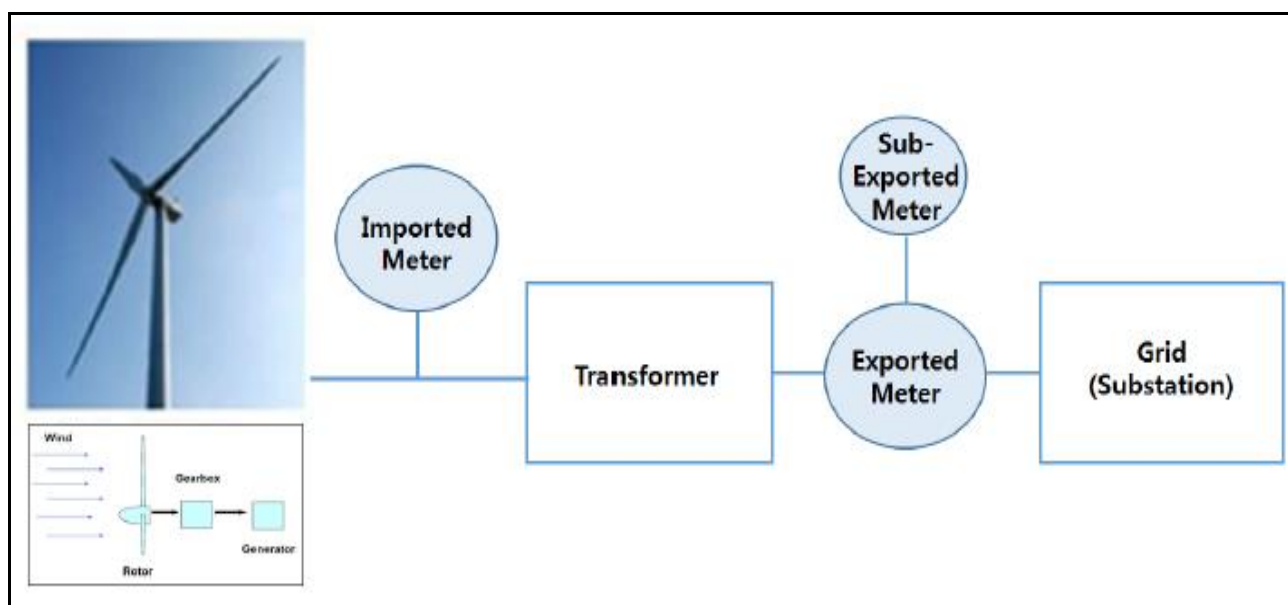 Imported
Meter
Transformer
Sub-
Exported
Meter
Exported
Meter
Grid
(Substation)
Wind
Gearbox
Generator
Rotor